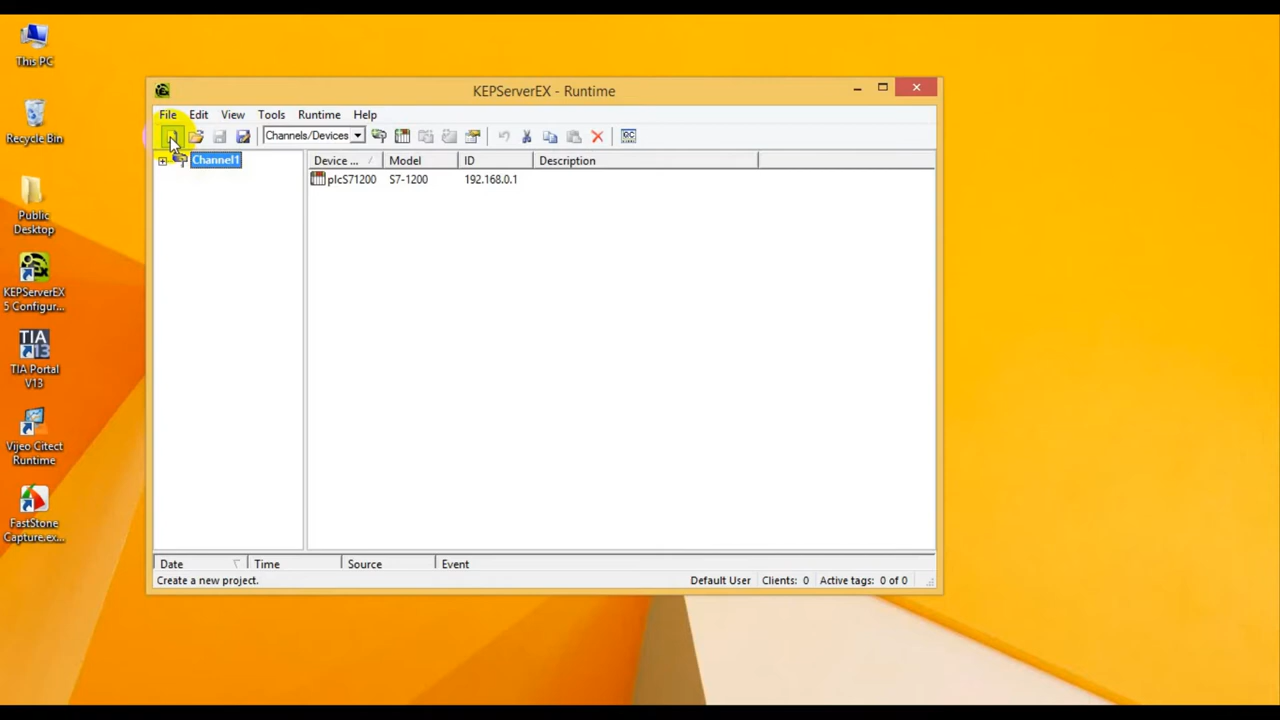 This PC
Recycle Bin
Public
Desktop
KEPServerEX
5 Configur...
TIA
13
TIA Portal
V13
Vijeo Citect
Runtime
FastStone
Capture.ex...
KEPServerEX - Runtime
File Edit View Tools Runtime Help
Channels/Devices
Channel1
Device ... Model ID Description
plcS71200 S7-1200 192.168.0.1
Date Time Source Event
Create a new project. Default User Clients: 0 Active tags: 0 of 0